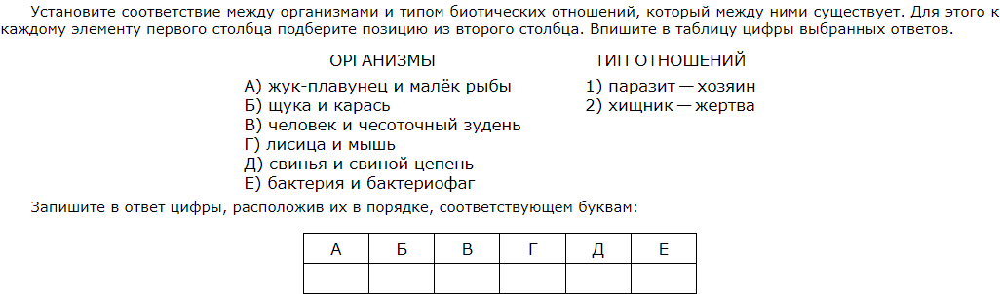 Установите соответствие между организмами и типом биотических отношений, который между ними существует. Для этого к
каждому элементу первого столбца подберите позицию из второго столбца. Впишите в таблицу цифры выбранных ответов.
ОРГАНИЗМЫ
А) жук-плавунец и малёк рыбы
Б) щука и карась
В) человек и чесоточный зудень
Г) лисица и мышь
Д) свинья и свиной цепень
Е) бактерия и бактериофаг
ТИП ОТНОШЕНИЙ
1) паразит — хозяин
2) хищник — жертва
Запишите в ответ цифры, расположив их в порядке, соответствующем буквам:
А Б В Г Д Е